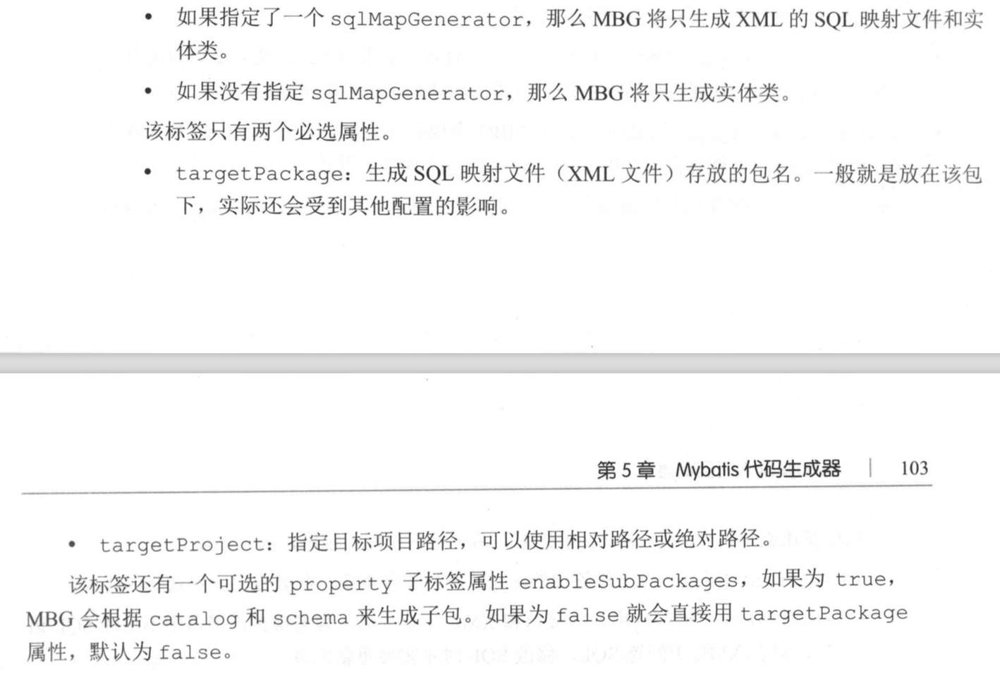 • 如果指定了一个 sqlMapGenerator，那么 MBG 将只生成 XML 的 SQL 映射文件和实
体类。
• 如果没有指定 sqlMapGenerator，那么 MBG 将只生成实体类。
该标签只有两个必选属性。
• targetPackage：生成 SQL 映射文件（XML 文件）存放的包名。一般就是放在该包
下，实际还会受到其他配置的影响。
第 5 章 Mybatis 代码生成器 | 103
• targetProject：指定目标项目路径，可以使用相对路径或绝对路径。
该标签还有一个可选的 property 子标签属性 enableSubPackages，如果为 true，
MBG 会根据 catalog 和 schema 来生成子包。如果为 false 就会直接用 targetPackage
属性，默认为 false。